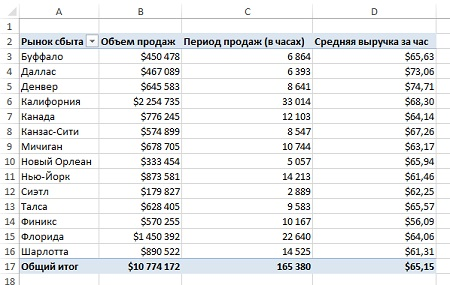 A B C D
1
2 Рынок сбыта Объем продаж Период продаж (в часах) Средняя выручка за час
3 Буффало $450 478 6 864 $65,63
4 Даллас $467 089 6 393 $73,06
5 Денвер $645 583 8 641 $74,71
6 Калифорния $2 254 735 33 014 $68,30
7 Канада $776 245 12 103 $64,14
8 Канзас-Сити $574 899 8 547 $67,26
9 Мичиган $678 705 10 744 $63,17
10 Новый Орлеан $333 454 5 057 $65,94
11 Нью-Йорк $873 581 14 213 $61,46
12 Сиэтл $179 827 2 889 $62,25
13 Талса $628 405 9 583 $65,57
14 Финикс $570 255 10 167 $56,09
15 Флорида $1 450 392 22 640 $64,06
16 Шарлотта $890 522 14 525 $61,31
17 Общий итог $10 774 172 165 380 $65,15
18